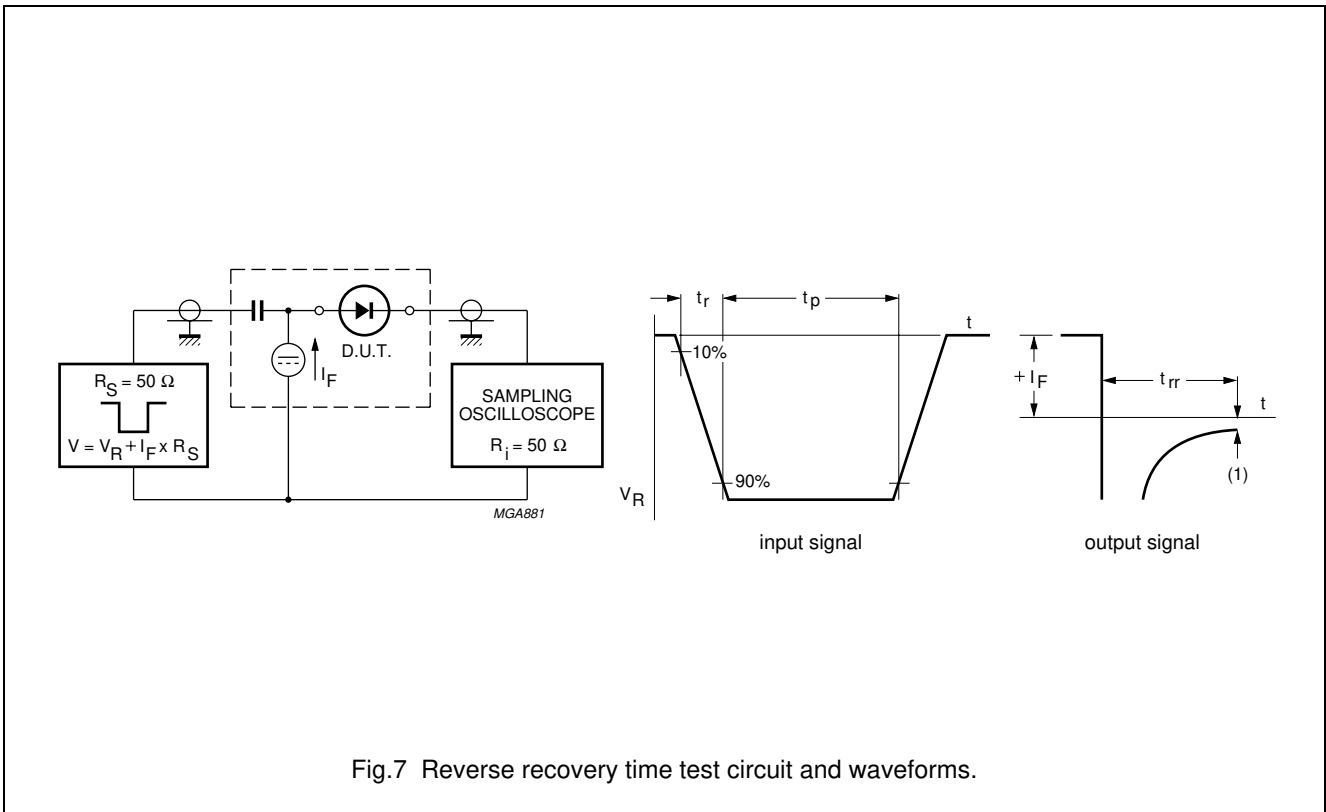 R_S = 50 Ω
V = V_R + I_F x R_S
I_F
D.U.T.
SAMPLING
OSCILLOSCOPE
R_i = 50 Ω
MGA881
t_r
t_p
t
10%
90%
V_R
input signal
+ I_F
t_rr
t
(1)
output signal
Fig.7 Reverse recovery time test circuit and waveforms.